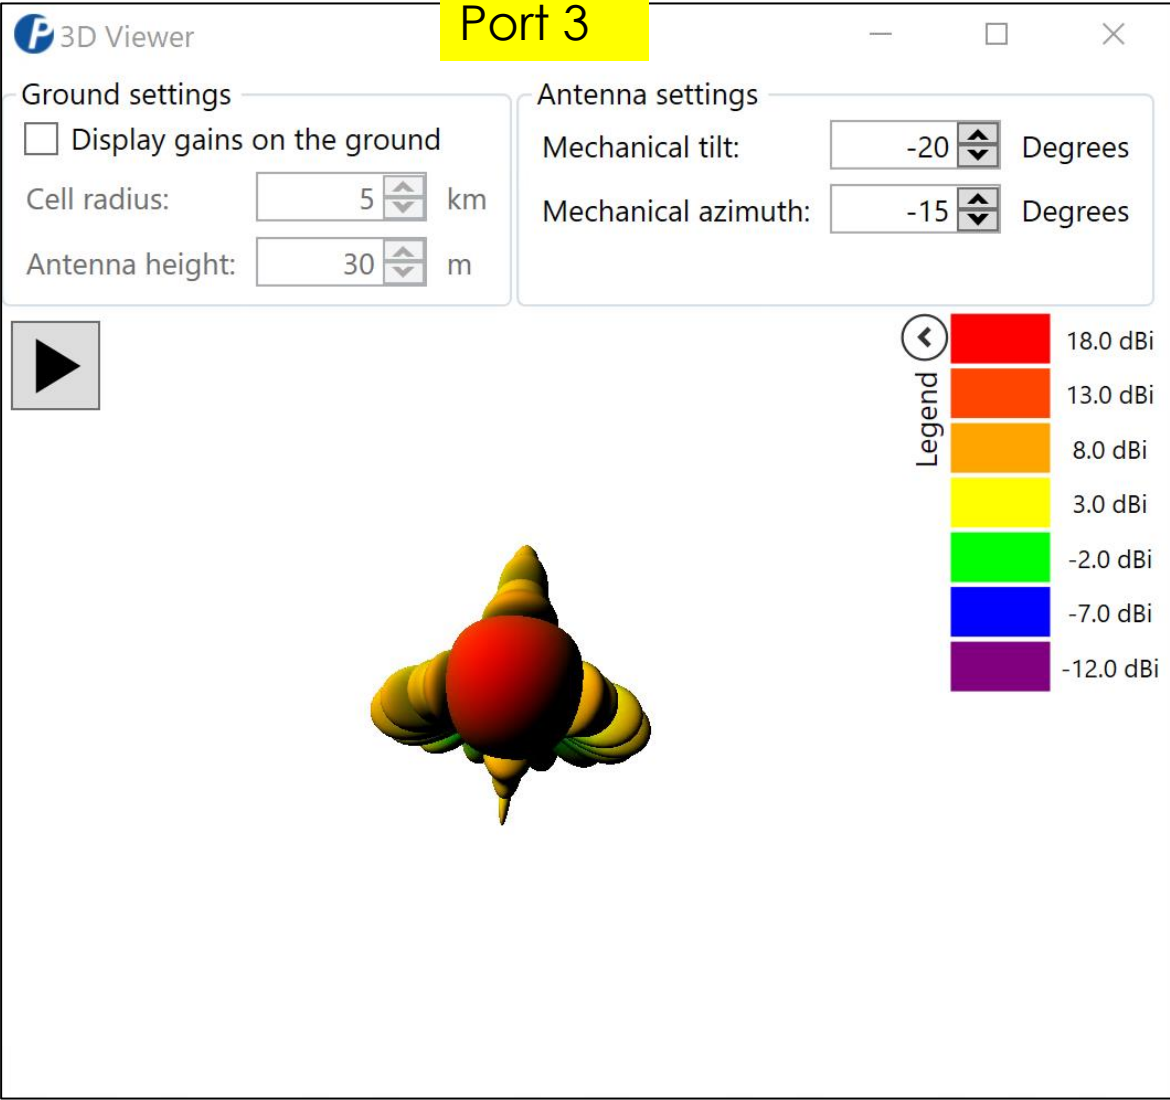 Port 3
P 3D Viewer
Ground settings
Display gains on the ground
Cell radius: 5 km
Antenna height: 30 m
Antenna settings
Mechanical tilt: -20 Degrees
Mechanical azimuth: -15 Degrees
Legend
18.0 dBi
13.0 dBi
8.0 dBi
3.0 dBi
-2.0 dBi
-7.0 dBi
-12.0 dBi